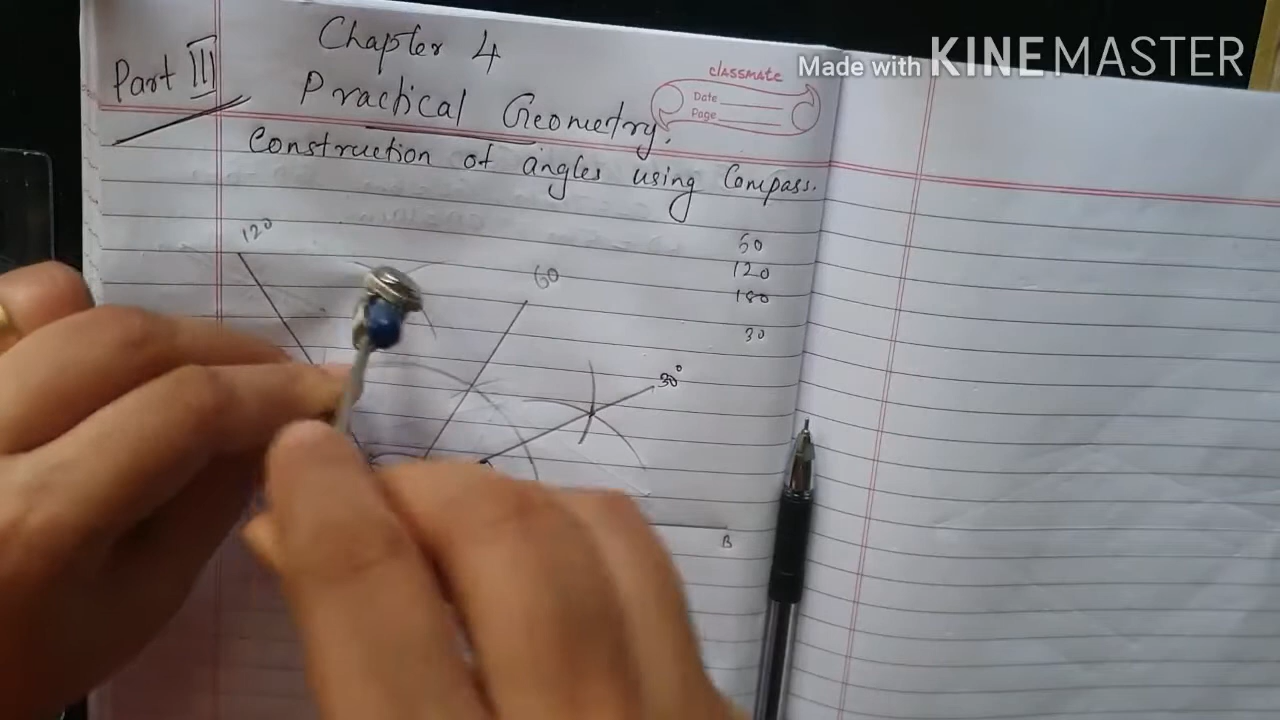 Chapter 4
Part III
Practical Geometry.
classmate
Date
Page
Made with KINEMASTER
Construction of angles using Compass.
120
60
60
120
180
30
30°
B